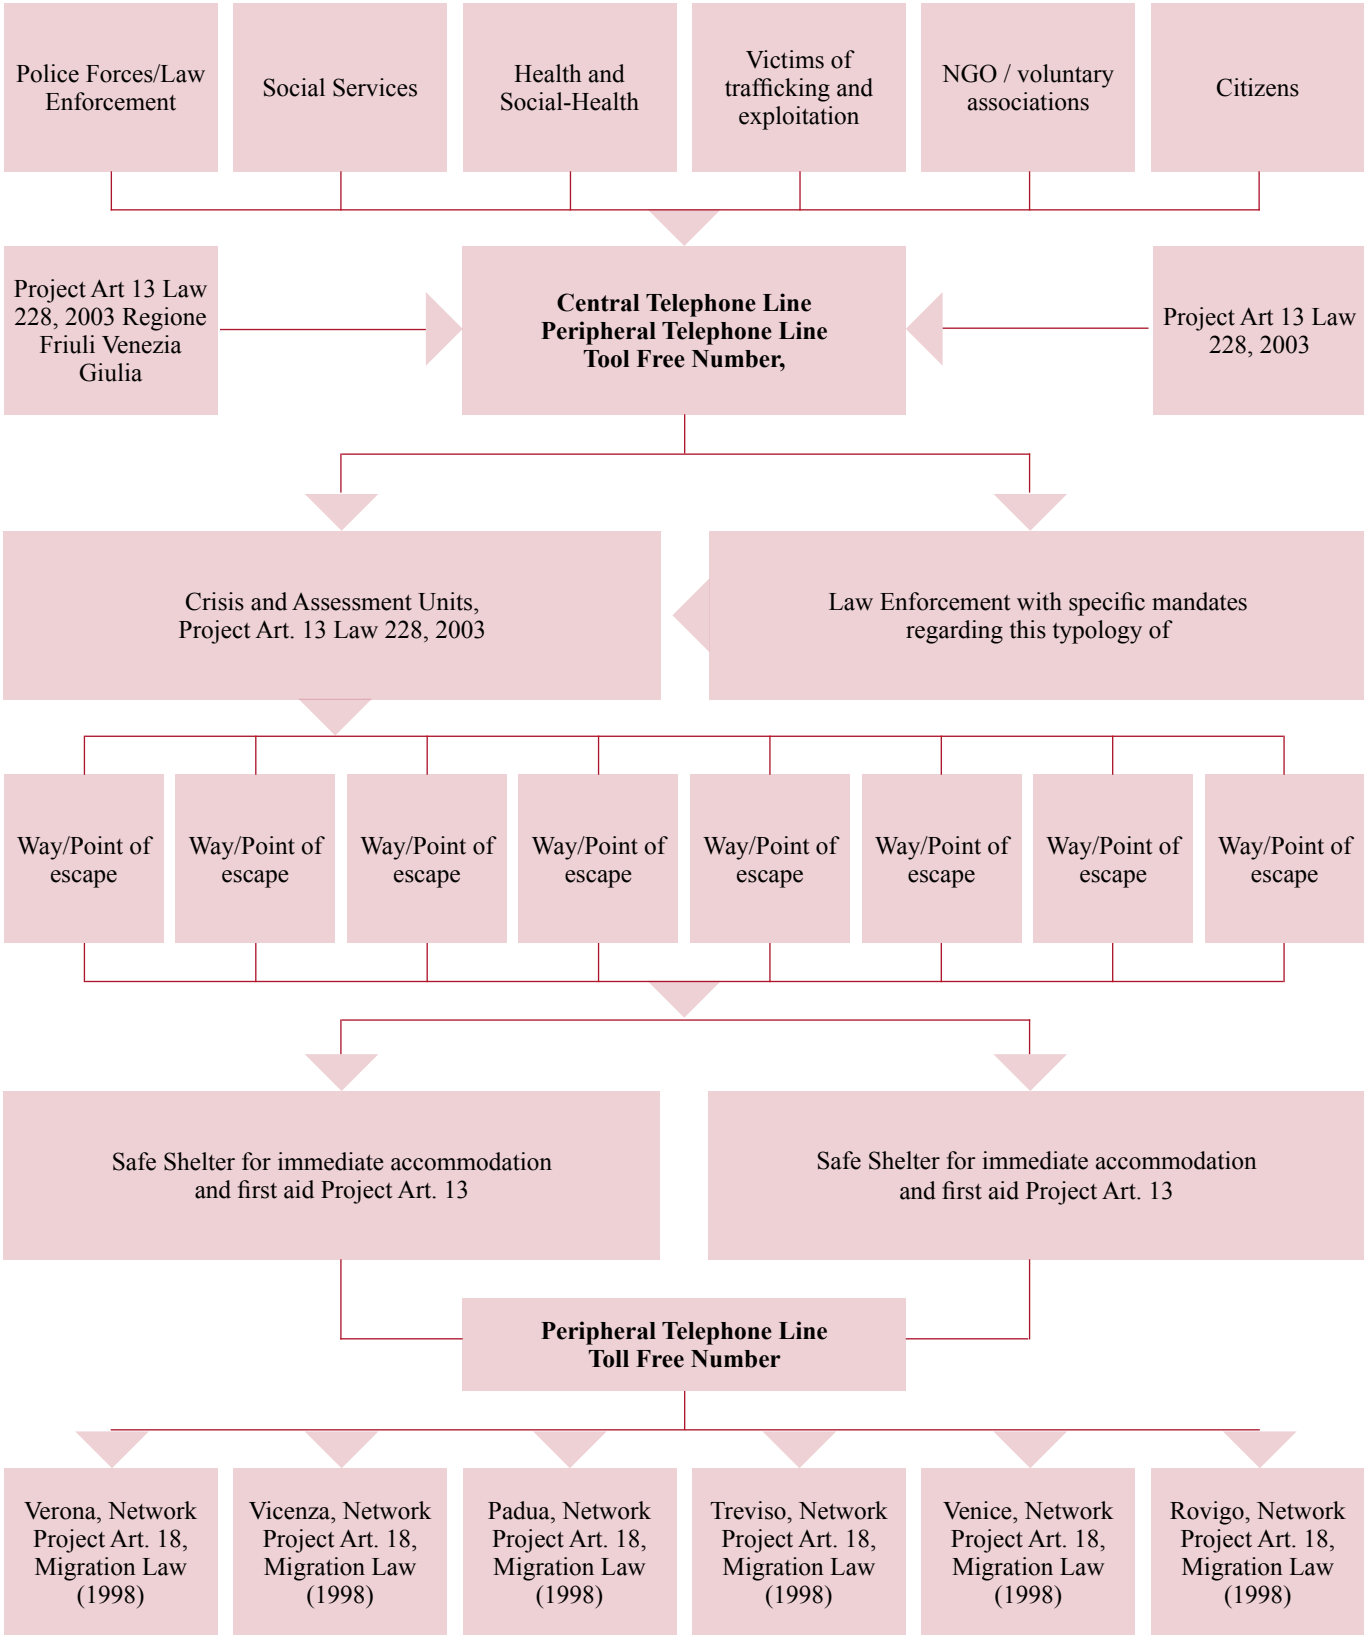 Police Forces/Law
Enforcement
Social Services
Health and
Social-Health
Victims of
trafficking and
exploitation
NGO / voluntary
associations
Citizens
Project Art 13 Law
228, 2003 Regione
Friuli Venezia
Giulia
Central Telephone Line
Peripheral Telephone Line
Tool Free Number,
Project Art 13 Law
228, 2003
Crisis and Assessment Units,
Project Art. 13 Law 228, 2003
Law Enforcement with specific mandates
regarding this typology of
Way/Point of
escape
Way/Point of
escape
Way/Point of
escape
Way/Point of
escape
Way/Point of
escape
Way/Point of
escape
Way/Point of
escape
Way/Point of
escape
Safe Shelter for immediate accommodation
and first aid Project Art. 13
Safe Shelter for immediate accommodation
and first aid Project Art. 13
Peripheral Telephone Line
Toll Free Number
Verona, Network
Project Art. 18,
Migration Law
(1998)
Vicenza, Network
Project Art. 18,
Migration Law
(1998)
Padua, Network
Project Art. 18,
Migration Law
(1998)
Treviso, Network
Project Art. 18,
Migration Law
(1998)
Venice, Network
Project Art. 18,
Migration Law
(1998)
Rovigo, Network
Project Art. 18,
Migration Law
(1998)